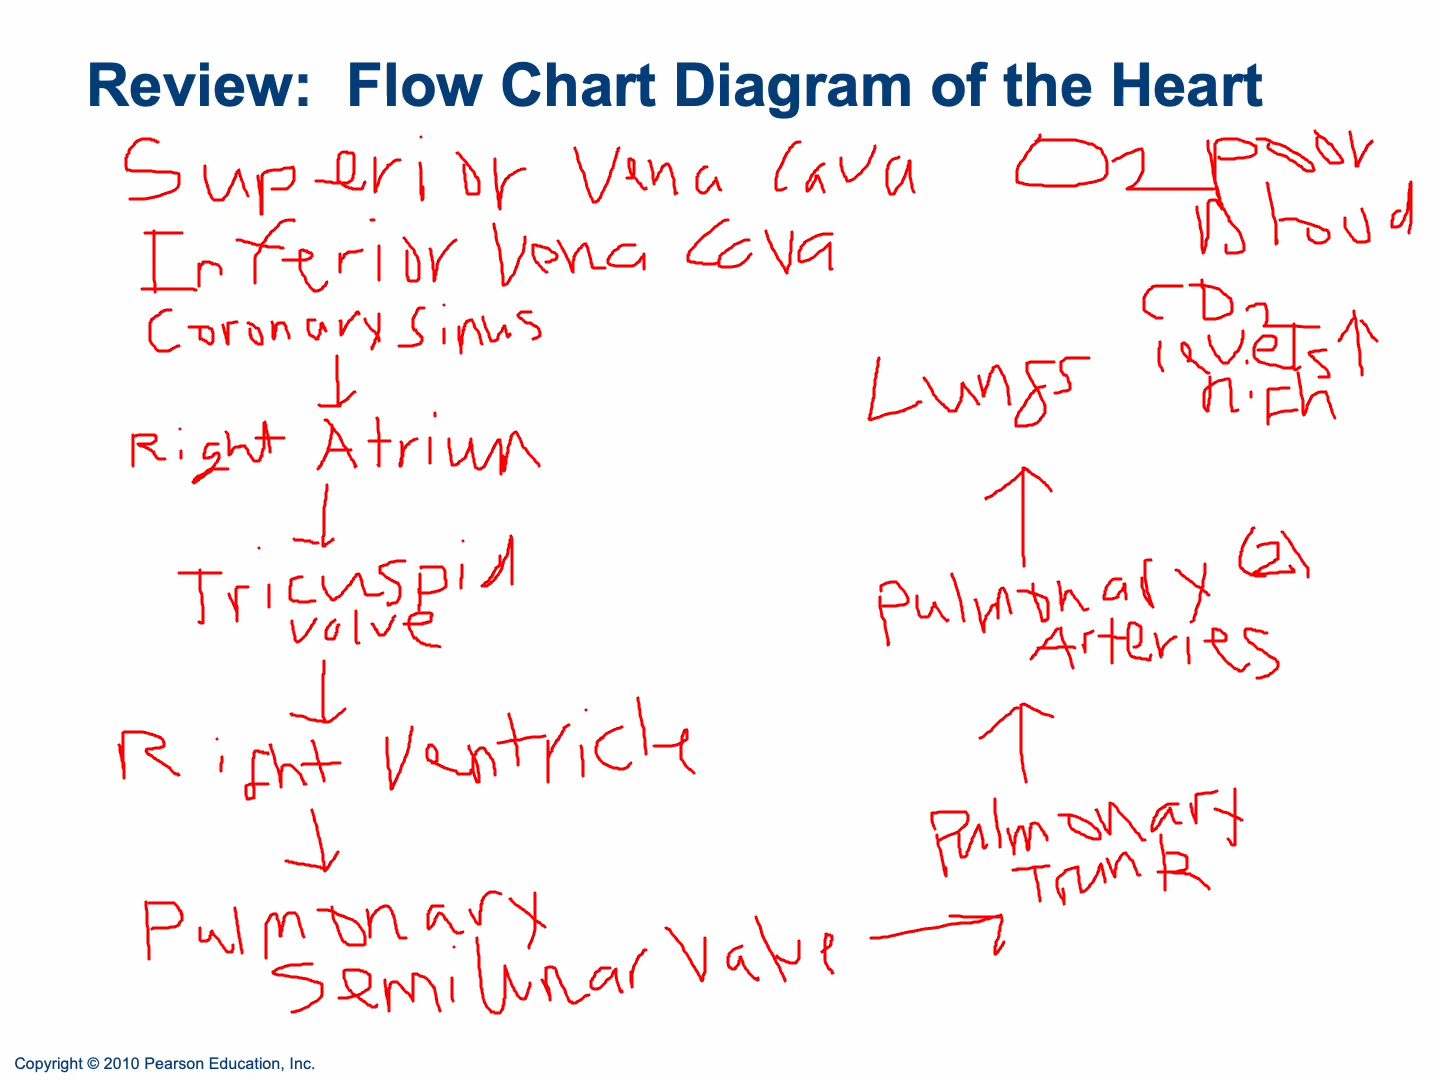 Review: Flow Chart Diagram of the Heart
Superior Vena Cava
Inferior Vena Cava
Coronary Sinus
Right Atrium
Tricuspid
valve
Right Ventricle
Pulmonary
Semilunar Valve
Pulmonary
Trunk
Pulmonary (2)
Arteries
Lungs
O2 poor
Blood
CO2
levels ↑
high
Copyright © 2010 Pearson Education, Inc.